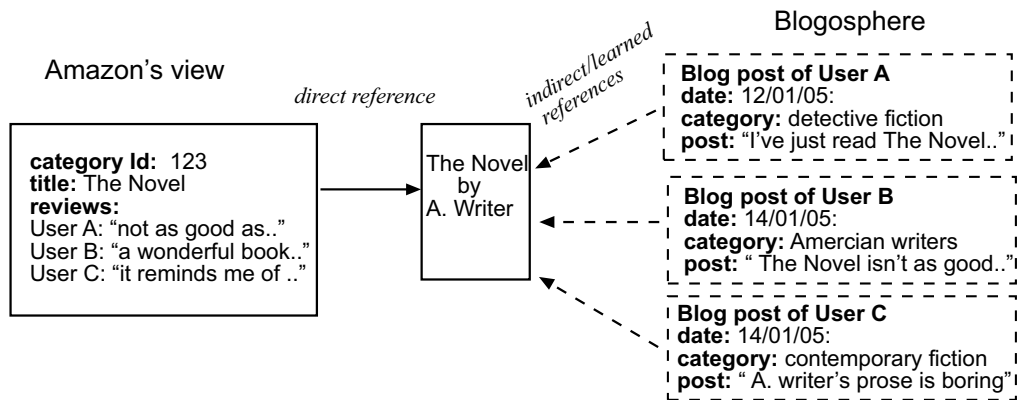 Amazon's view
category Id: 123
title: The Novel
reviews:
User A: “not as good as..”
User B: “a wonderful book..”
User C: “it reminds me of ..”
direct reference
The Novel
by
A. Writer
indirect/learned
references
Blogosphere
Blog post of User A
date: 12/01/05:
category: detective fiction
post: “I've just read The Novel..”
Blog post of User B
date: 14/01/05:
category: Amercian writers
post: “ The Novel isn't as good..”
Blog post of User C
date: 14/01/05:
category: contemporary fiction
post: “ A. writer's prose is boring”